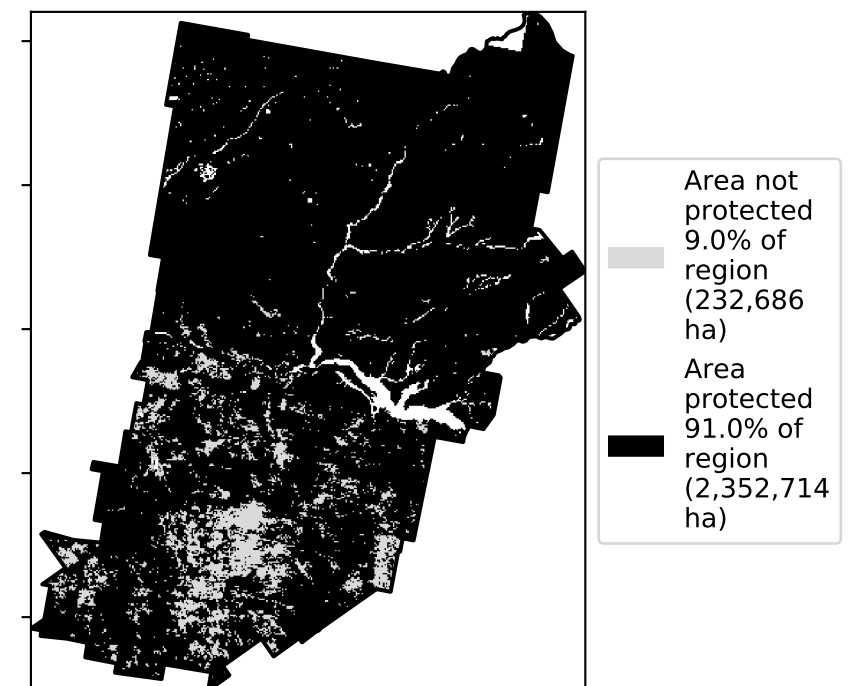 Area not
protected
9.0% of
region
(232,686
ha)
Area
protected
91.0% of
region
(2,352,714
ha)